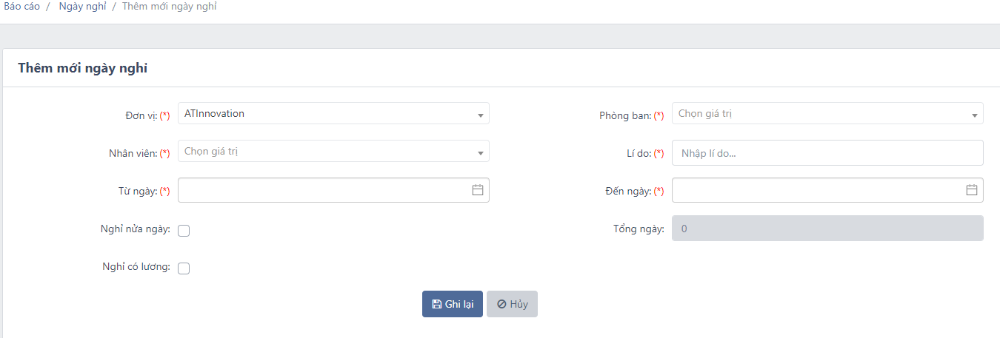 Báo cáo / Ngày nghỉ / Thêm mới ngày nghỉ
Thêm mới ngày nghỉ
Đơn vị: (*) ATInnovation Phòng ban: (*) Chọn giá trị
Nhân viên: (*) Chọn giá trị Lí do: (*) Nhập lí do...
Từ ngày: (*) Đến ngày: (*)
Nghỉ nửa ngày: Tổng ngày: 0
Nghỉ có lương:
Ghi lại Hủy